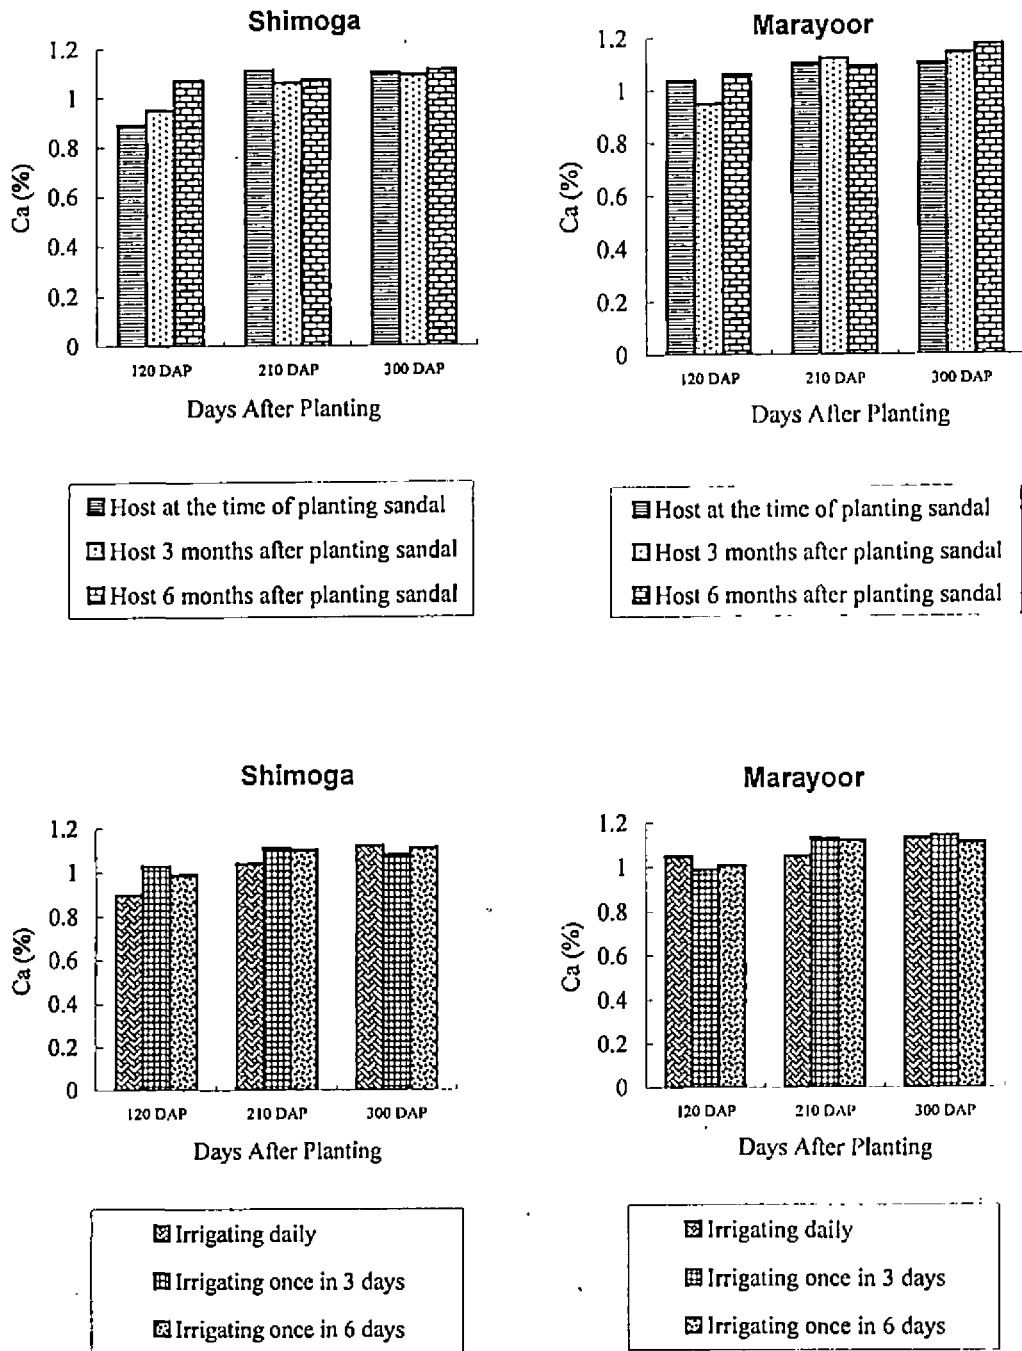 Shimoga
1.2
1
0.8
0.6
0.4
0.2
0
Ca (%)
120 DAP 210 DAP 300 DAP
Days After Planting
Host at the time of planting sandal
Host 3 months after planting sandal
Host 6 months after planting sandal
Marayoor
1.2
1
0.8
0.6
0.4
0.2
0
Ca (%)
120 DAP 210 DAP 300 DAP
Days After Planting
Host at the time of planting sandal
Host 3 months after planting sandal
Host 6 months after planting sandal
Shimoga
1.2
1
0.8
0.6
0.4
0.2
0
Ca (%)
120 DAP 210 DAP 300 DAP
Days After Planting
Irrigating daily
Irrigating once in 3 days
Irrigating once in 6 days
Marayoor
1.2
1
0.8
0.6
0.4
0.2
0
Ca (%)
120 DAP 210 DAP 300 DAP
Days After Planting
Irrigating daily
Irrigating once in 3 days
Irrigating once in 6 days